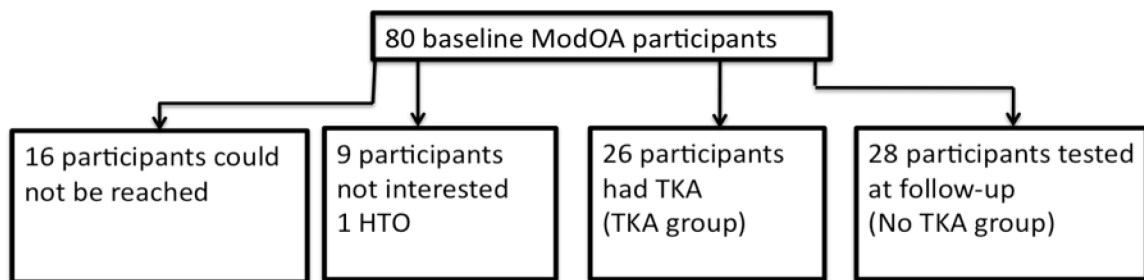 80 baseline ModOA participants
16 participants could
not be reached
9 participants
not interested
1 HTO
26 participants
had TKA
(TKA group)
28 participants tested
at follow-up
(No TKA group)